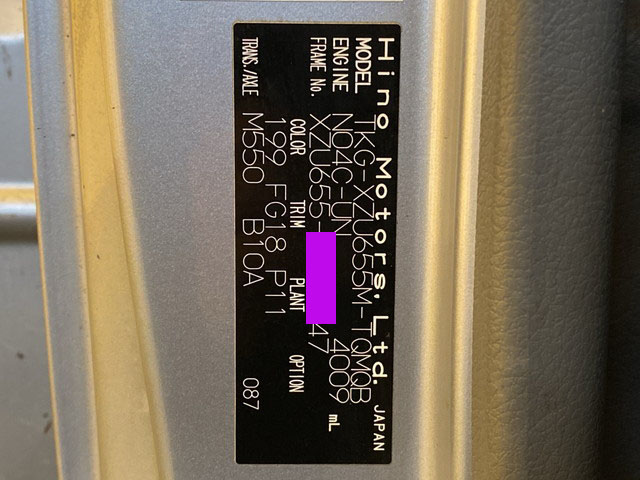 Hino Motors, Ltd. JAPAN
MODEL TKG-XZU655M-TQMQB
ENGINE N04C-UN 4009 mL
FRAME No. XZU655- 47
COLOR TRIM PLANT OPTION
199 FG18 P11
TRANS./AXLE M550 B10A 087